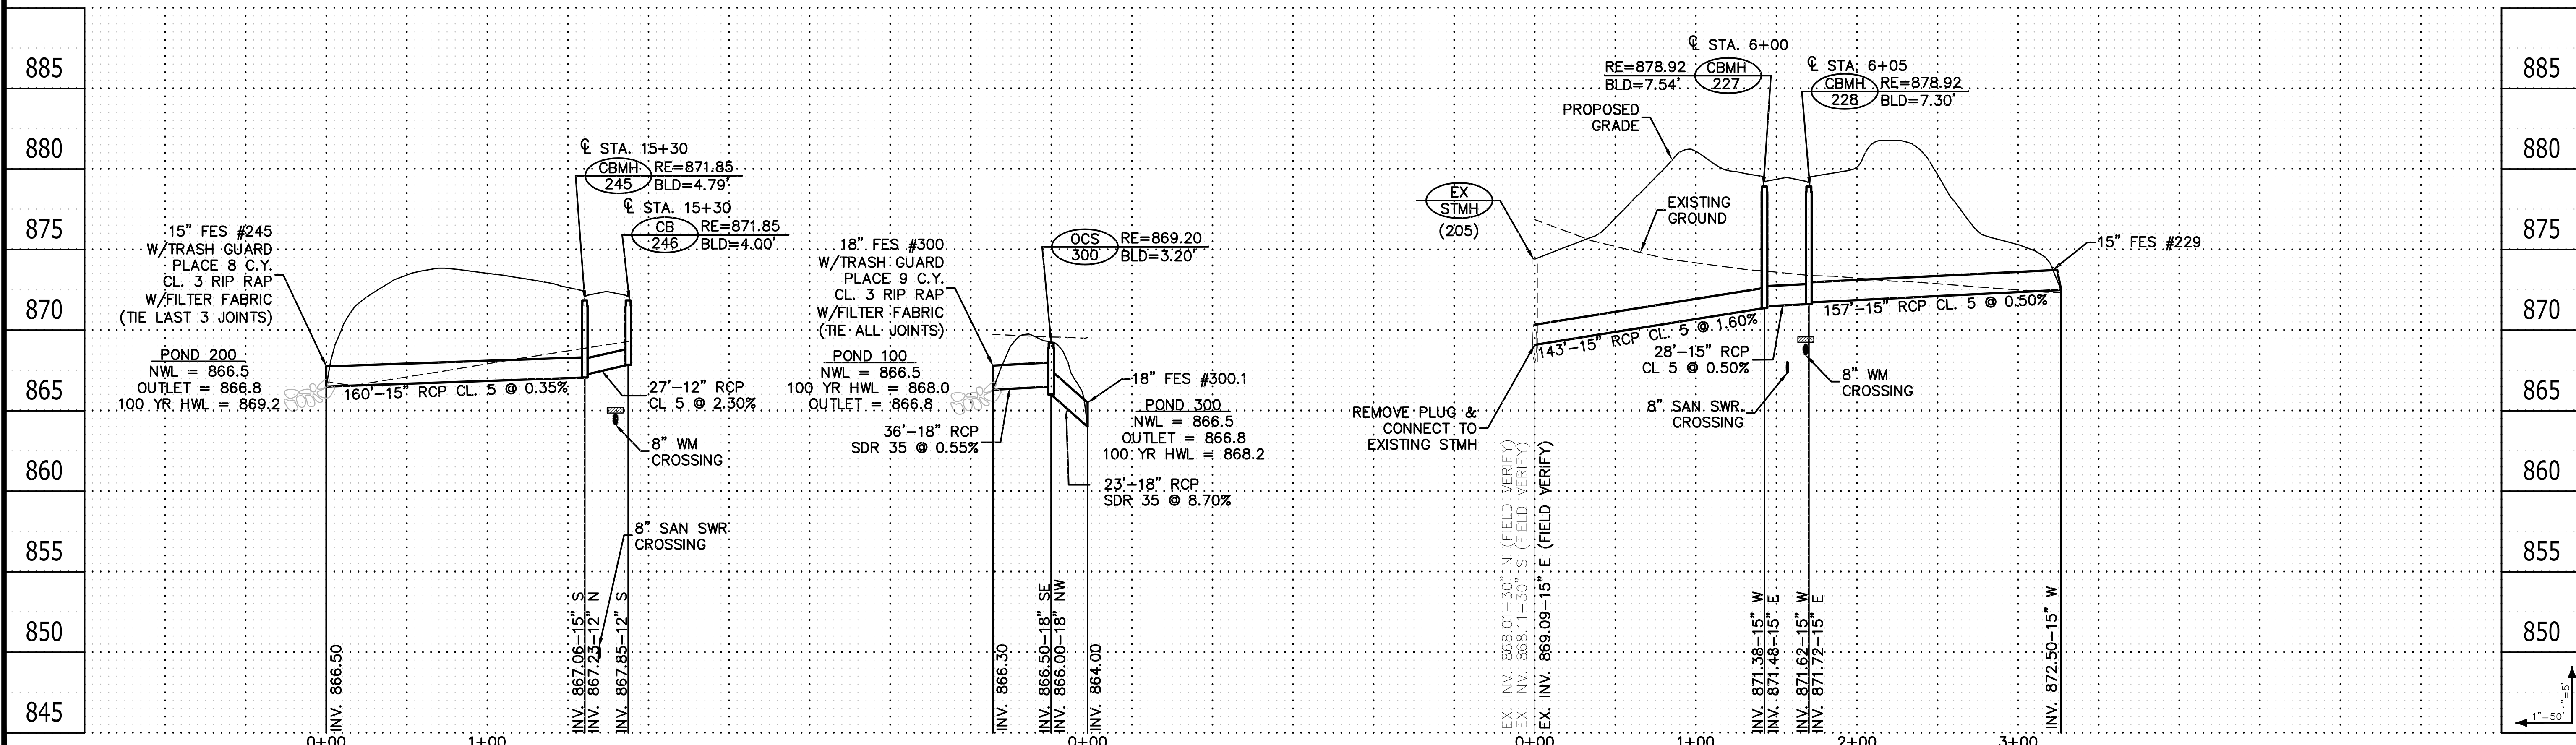 885
880
875
870
865
860
855
850
845
15" FES #245
W/TRASH GUARD
PLACE 8 C.Y.
CL. 3 RIP RAP
W/FILTER FABRIC
(TIE LAST 3 JOINTS)
POND 200
NWL = 866.5
OUTLET = 866.8
100 YR HWL = 869.2
℄ STA. 15+30
CBMH
245
RE=871.85
BLD=4.79'
℄ STA. 15+30
CB
246
RE=871.85
BLD=4.00'
160'-15" RCP CL. 5 @ 0.35%
27'-12" RCP
CL 5 @ 2.30%
8" WM
CROSSING
8" SAN SWR
CROSSING
INV. 866.50
INV. 867.06-15" S
INV. 867.23-12" N
INV. 867.85-12" S
0+00
1+00
18" FES #300
W/TRASH GUARD
PLACE 9 C.Y.
CL. 3 RIP RAP
W/FILTER FABRIC
(TIE ALL JOINTS)
POND 100
NWL = 866.5
100 YR HWL = 868.0
OUTLET = 866.8
OCS
300
RE=869.20
BLD=3.20'
36'-18" RCP
SDR 35 @ 0.55%
18" FES #300.1
POND 300
NWL = 866.5
OUTLET = 866.8
100 YR HWL = 868.2
23'-18" RCP
SDR 35 @ 8.70%
INV. 866.30
INV. 866.50-18" SE
INV. 866.00-18" NW
INV. 864.00
0+00
℄ STA. 6+00
RE=878.92
BLD=7.54'
CBMH
227
℄ STA. 6+05
CBMH
228
RE=878.92
BLD=7.30'
PROPOSED
GRADE
EX
STMH
(205)
EXISTING
GROUND
15" FES #229
143'-15" RCP CL. 5 @ 1.60%
28'-15" RCP
CL 5 @ 0.50%
157'-15" RCP CL. 5 @ 0.50%
8" WM
CROSSING
8" SAN SWR
CROSSING
REMOVE PLUG &
CONNECT TO
EXISTING STMH
EX. INV. 868.01-30" N (FIELD VERIFY)
EX. INV. 868.11-30" S (FIELD VERIFY)
EX. INV. 869.09-15" E (FIELD VERIFY)
INV. 871.38-15" W
INV. 871.48-15" E
INV. 871.62-15" W
INV. 871.72-15" E
INV. 872.50-15" W
0+00
1+00
2+00
3+00
885
880
875
870
865
860
855
850
845
1"=5'
1"=50'